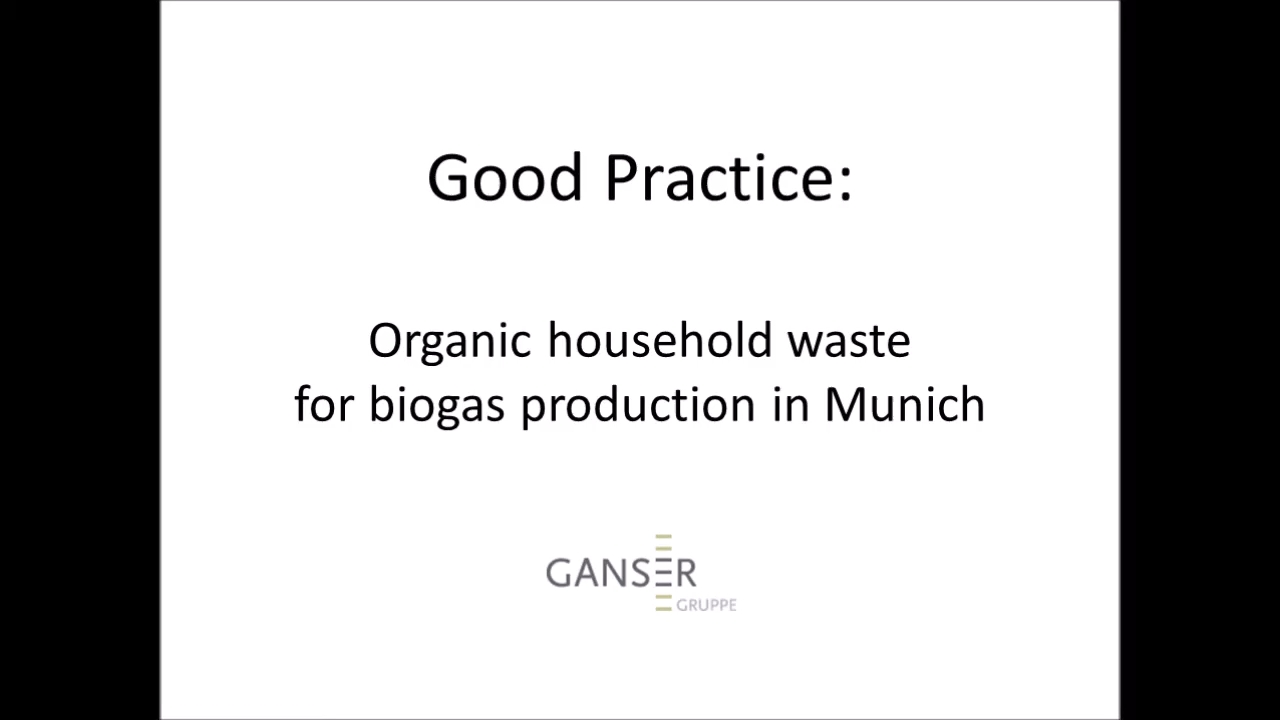 Good Practice:
Organic household waste
for biogas production in Munich
GANSER
GRUPPE